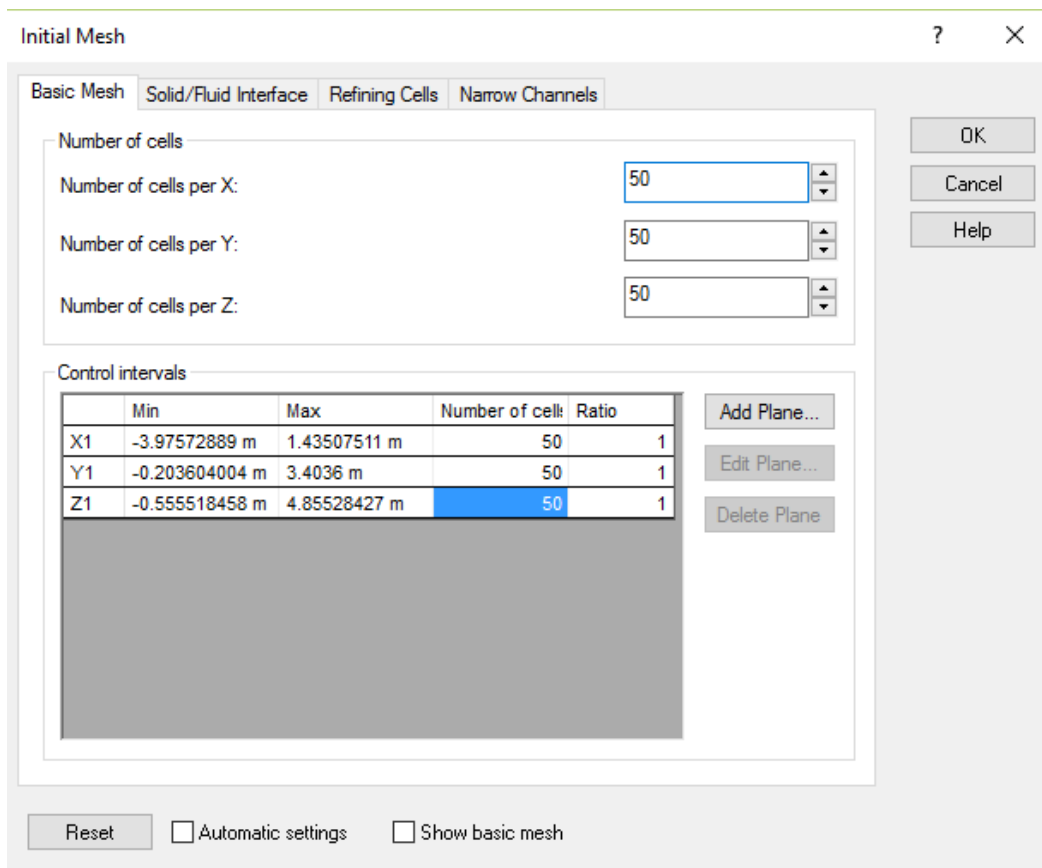 Initial Mesh ? ×
Basic Mesh Solid/Fluid Interface Refining Cells Narrow Channels
Number of cells
OK
Number of cells per X: 50
Cancel
Number of cells per Y: 50
Help
Number of cells per Z: 50
Control intervals
Min Max Number of cells Ratio
Add Plane...
X1 -3.97572889 m 1.43507511 m 50 1
Y1 -0.203604004 m 3.4036 m 50 1
Edit Plane...
Z1 -0.555518458 m 4.85528427 m 50 1
Delete Plane
Reset Automatic settings Show basic mesh